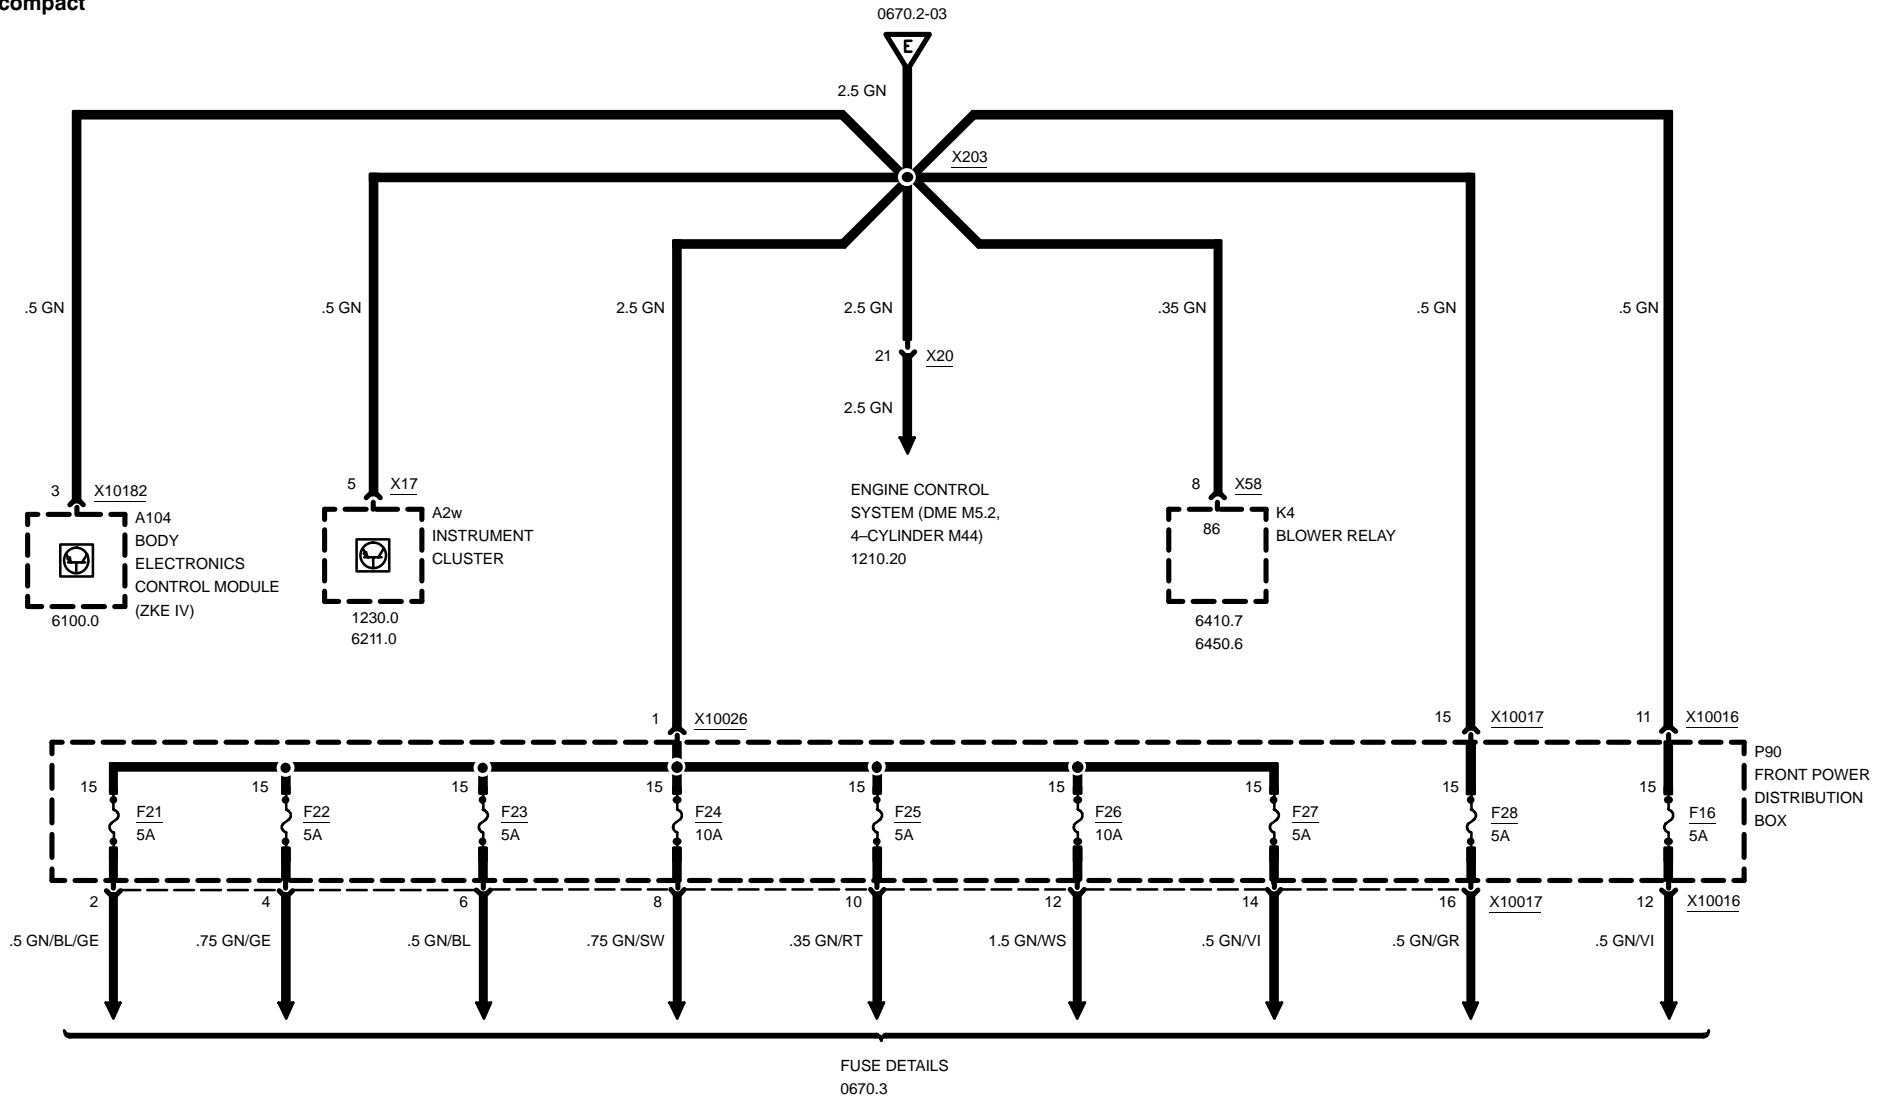 compact
0670.2-03
E
2.5 GN
X203
.5 GN
.5 GN
2.5 GN
2.5 GN
.35 GN
.5 GN
.5 GN
21 X20
2.5 GN
3 X10182
A104
BODY
ELECTRONICS
CONTROL MODULE
(ZKE IV)
6100.0
5 X17
A2w
INSTRUMENT
CLUSTER
1230.0
6211.0
ENGINE CONTROL
SYSTEM (DME M5.2,
4–CYLINDER M44)
1210.20
8 X58
86
K4
BLOWER RELAY
6410.7
6450.6
1 X10026
15 X10017
11 X10016
P90
FRONT POWER
DISTRIBUTION
BOX
15
F21
5A
15
F22
5A
15
F23
5A
15
F24
10A
15
F25
5A
15
F26
10A
15
F27
5A
15
F28
5A
15
F16
5A
2
4
6
8
10
12
14
16 X10017
12 X10016
.5 GN/BL/GE
.75 GN/GE
.5 GN/BL
.75 GN/SW
.35 GN/RT
1.5 GN/WS
.5 GN/VI
.5 GN/GR
.5 GN/VI
FUSE DETAILS
0670.3